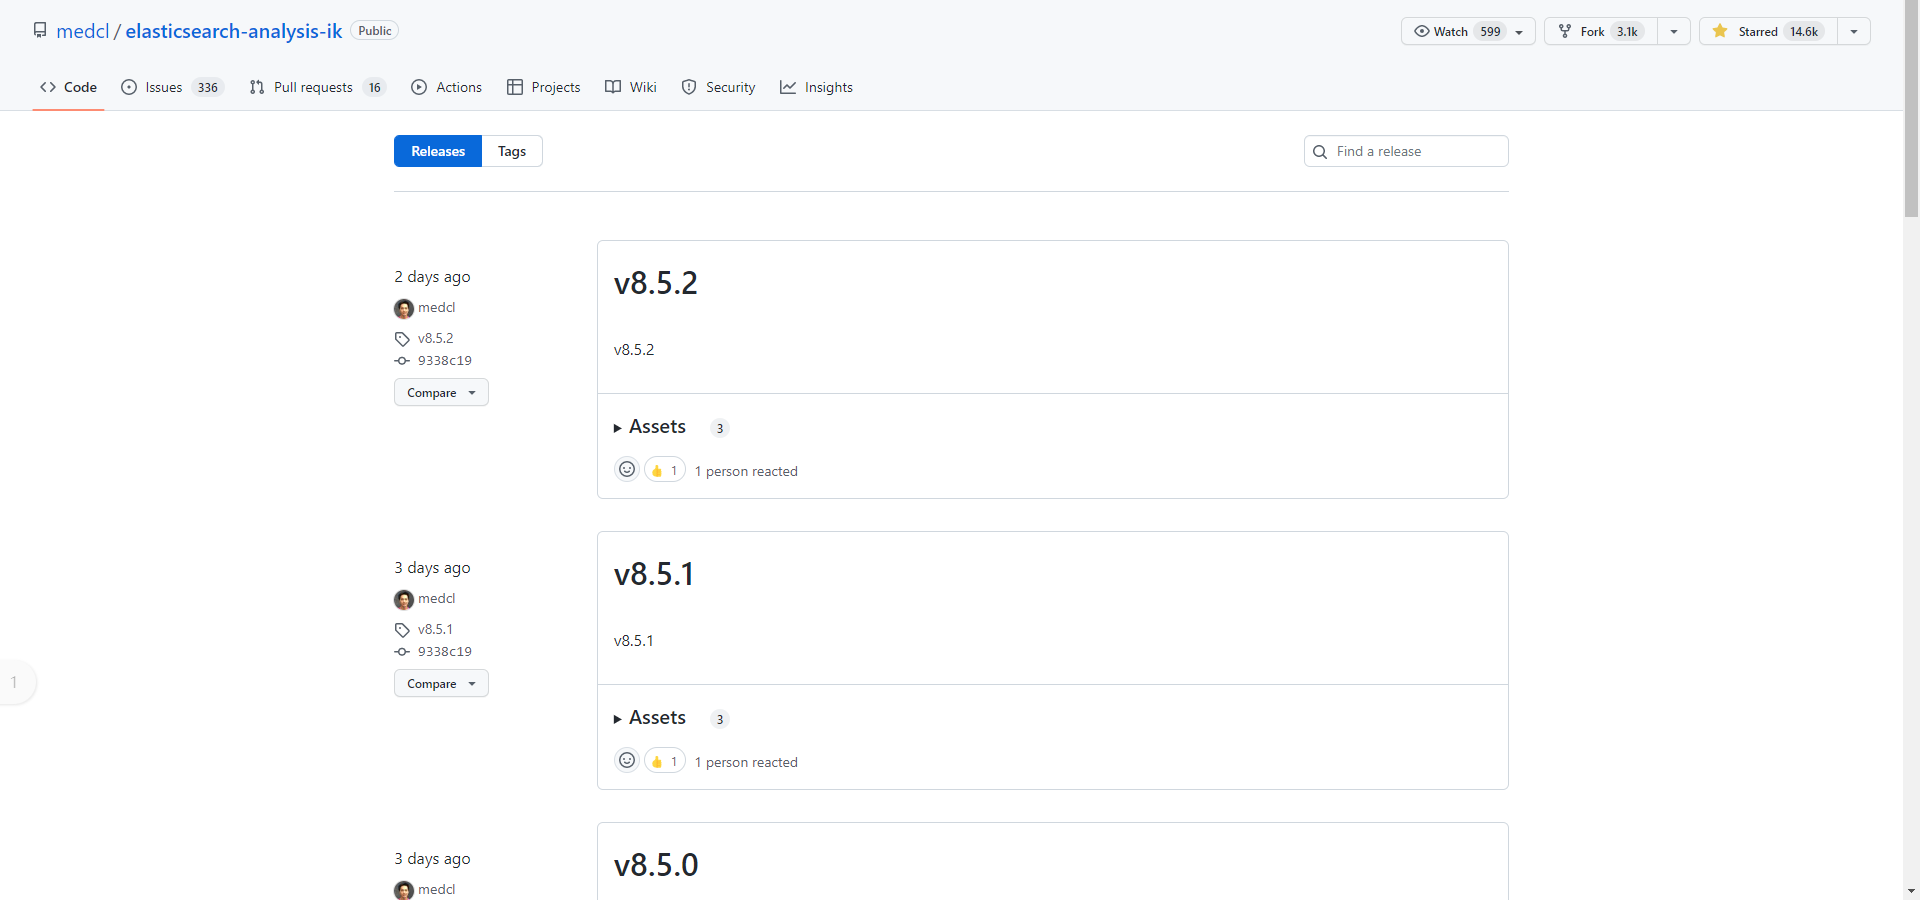 medcl / elasticsearch-analysis-ik Public
Watch 599 Fork 3.1k Starred 14.6k
Code Issues 336 Pull requests 16 Actions Projects Wiki Security Insights
Releases Tags Find a release
2 days ago
medcl
v8.5.2
9338c19
Compare
v8.5.2
v8.5.2
Assets 3
1 1 person reacted
3 days ago
medcl
v8.5.1
9338c19
Compare
v8.5.1
v8.5.1
Assets 3
1 1 person reacted
1
3 days ago
medcl
v8.5.0